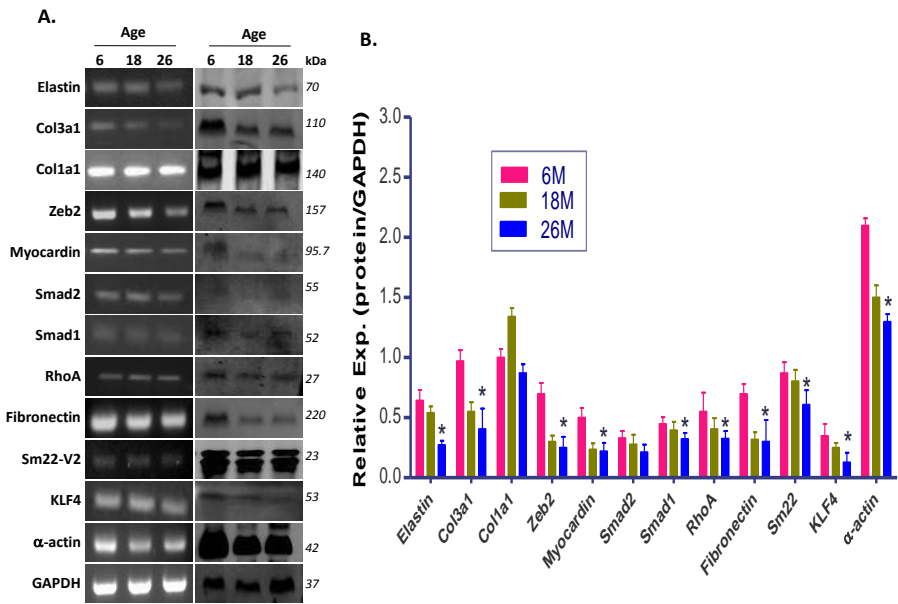 A.
Age
Age
6 18 26
6 18 26 kDa
Elastin 70
Col3a1 110
Col1a1 140
Zeb2 157
Myocardin 95.7
Smad2 55
Smad1 52
RhoA 27
Fibronectin 220
Sm22-V2 23
KLF4 53
α-actin 42
GAPDH 37
B.
Relative Exp. (protein/GAPDH)
3.0
2.5
2.0
1.5
1.0
0.5
0.0
6M
18M
26M
* * * * * * * * * *
Elastin
Col3a1
Col1a1
Zeb2
Myocardin
Smad2
Smad1
RhoA
Fibronectin
Sm22
KLF4
α-actin